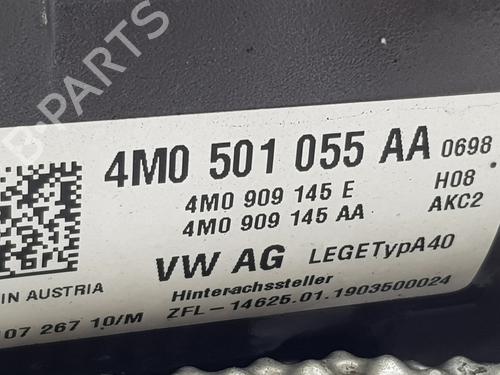 B-PARTS
4M0 501 055 AA 0698
4M0 909 145 E H08
4M0 909 145 AA AKC2
VW AG LEGETypA40
IN AUSTRIA Hinterachssteller
07 267 10/M ZFL-14625.01.1903500024